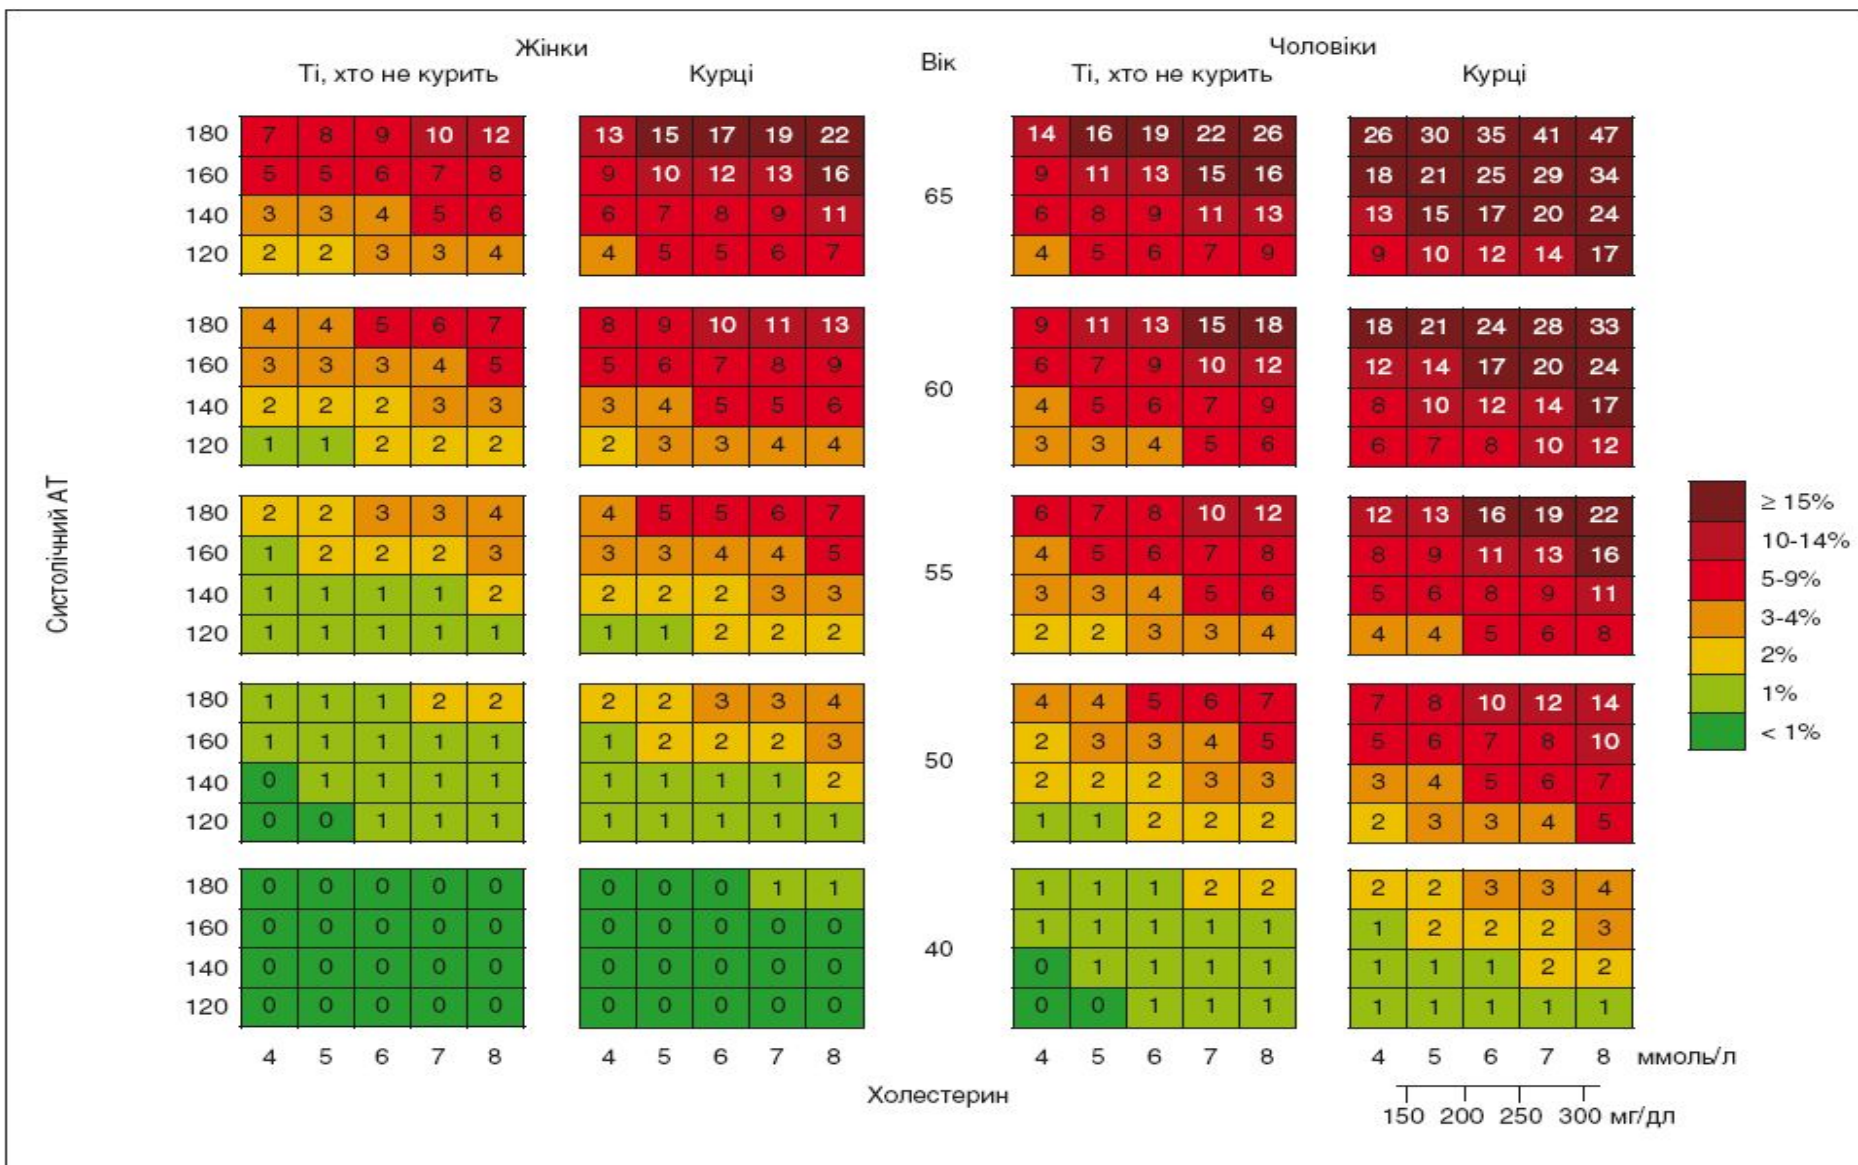 Жінки Чоловіки
Ті, хто не курить Курці Вік Ті, хто не курить Курці
180 7 8 9 10 12 13 15 17 19 22 14 16 19 22 26 26 30 35 41 47
160 5 5 6 7 8 9 10 12 13 16 9 11 13 15 16 18 21 25 29 34
65
140 3 3 4 5 6 6 7 8 9 11 6 8 9 11 13 13 15 17 20 24
120 2 2 3 3 4 4 5 5 6 7 4 5 6 7 9 9 10 12 14 17
180 4 4 5 6 7 8 9 10 11 13 9 11 13 15 18 18 21 24 28 33
160 3 3 3 4 5 5 6 7 8 9 6 7 9 10 12 12 14 17 20 24
60
140 2 2 2 3 3 3 4 5 5 6 4 5 6 7 9 8 10 12 14 17
120 1 1 2 2 2 2 3 3 4 4 3 3 4 5 6 6 7 8 10 12
180 2 2 3 3 4 4 5 5 6 7 6 7 8 10 12 12 13 16 19 22
160 1 2 2 2 3 3 3 4 4 5 4 5 6 7 8 8 9 11 13 16
55
140 1 1 1 1 2 2 2 2 3 3 3 3 4 5 6 5 6 8 9 11
120 1 1 1 1 1 1 1 2 2 2 2 2 3 3 4 4 4 5 6 8
180 1 1 1 2 2 2 2 3 3 4 4 4 5 6 7 7 8 10 12 14
160 1 1 1 1 1 1 2 2 2 3 2 3 3 4 5 5 6 7 8 10
50
140 0 1 1 1 1 1 1 1 1 2 2 2 2 3 3 3 4 5 6 7
120 0 0 1 1 1 1 1 1 1 1 1 1 2 2 2 2 3 3 4 5
180 0 0 0 0 0 0 0 0 1 1 1 1 1 2 2 2 2 3 3 4
160 0 0 0 0 0 0 0 0 0 0 1 1 1 1 1 1 2 2 2 3
40
140 0 0 0 0 0 0 0 0 0 0 0 1 1 1 1 1 1 1 2 2
120 0 0 0 0 0 0 0 0 0 0 0 0 1 1 1 1 1 1 1 1
4 5 6 7 8 4 5 6 7 8 4 5 6 7 8 4 5 6 7 8 ммоль/л
Холестерин
150 200 250 300 мг/дл
Систолічний АТ
≥ 15%
10-14%
5-9%
3-4%
2%
1%
< 1%